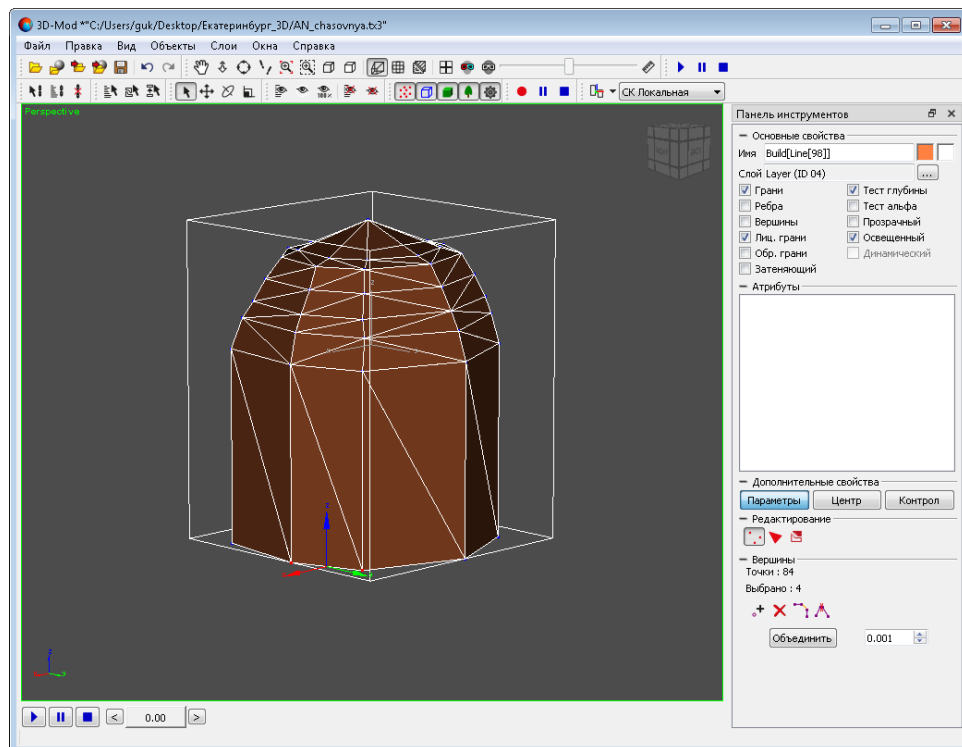 3D-Mod *"C:/Users/guk/Desktop/Екатеринбург_3D/AN_chasovnya.tx3"
Файл Правка Вид Объекты Слои Окна Справка
100%
СК Локальная
Perspective
Панель инструментов
Основные свойства
Имя Build[Line[98]]
Слой Layer (ID 04) ...
Грани Тест глубины
Ребра Тест альфа
Вершины Прозрачный
Лиц. грани Освещенный
Обр. грани Динамический
Затеняющий
Атрибуты
Дополнительные свойства
Параметры Центр Контрол
Редактирование
Вершины
Точки : 84
Выбрано : 4
Объединить 0.001
z
z
< 0.00 >